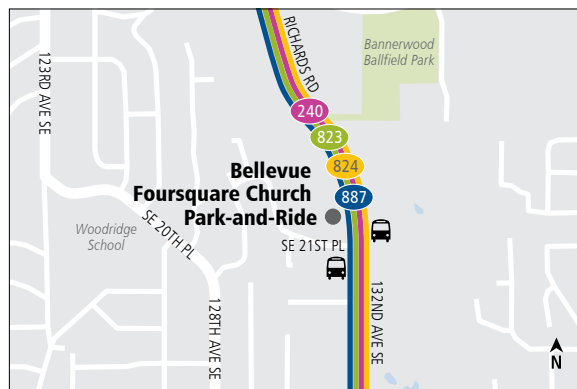 RICHARDS RD
Bannerwood
Ballfield Park
123RD AVE SE
240
823
824
887
Bellevue
Foursquare Church
Park-and-Ride
Woodridge
School
SE 20TH PL
SE 21ST PL
128TH AVE SE
132ND AVE SE
N